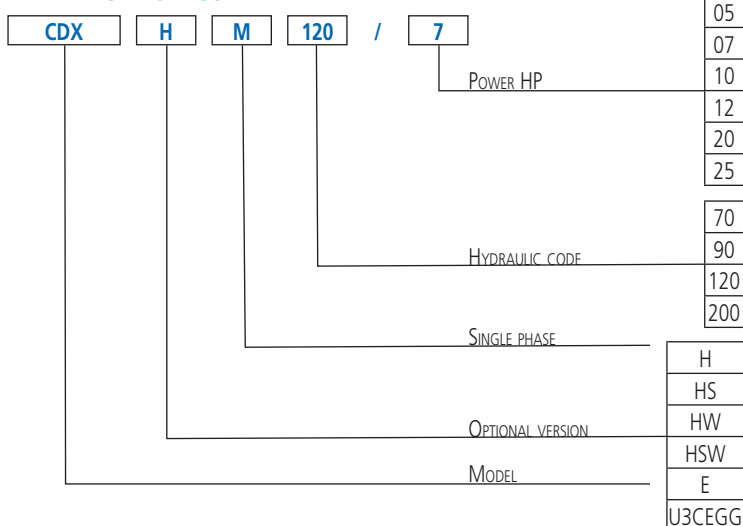 CDX H M 120 / 7
05
07
POWER HP 10
12
20
25
70
HYDRAULIC CODE 90
120
200
SINGLE PHASE
H
HS
OPTIONAL VERSION HW
HSW
MODEL E
U3CEGG